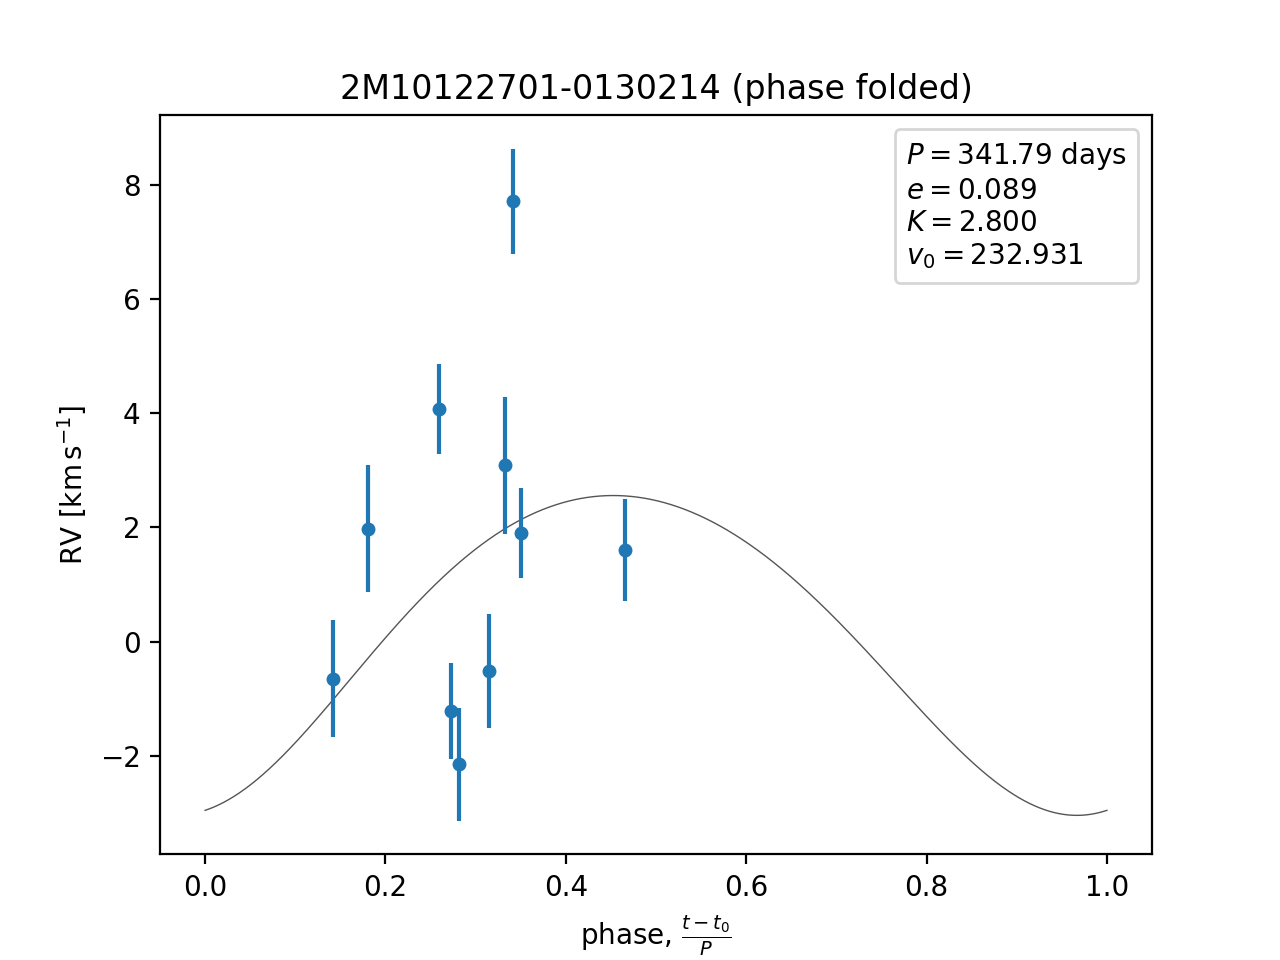 2M10122701-0130214 (phase folded)
P = 341.79 days
e = 0.089
K = 2.800
v₀ = 232.931
RV [km s⁻¹]
8
6
4
2
0
−2
0.0 0.2 0.4 0.6 0.8 1.0
phase, (t − t₀)/P